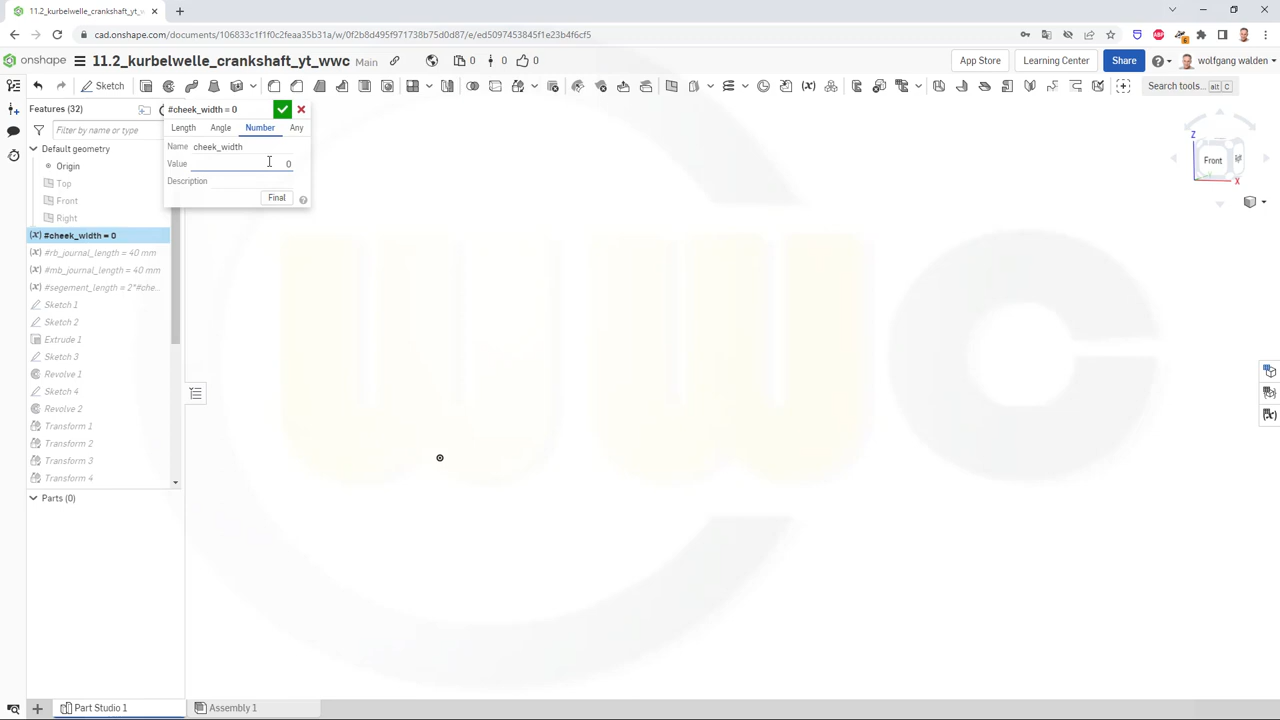 11.2_kurbelwelle_crankshaft_yt_
cad.onshape.com/documents/106833c1f1f0c2feaa35b31a/w/0f2b8d495f971738b75d0d87/e/ed5097453845f1e23b4f6cf5
ABP
onshape
11.2_kurbelwelle_crankshaft_yt_wwc
Main
0
0
0
App Store
Learning Center
Share
wolfgang walden
Sketch
Search tools...
alt C
Features (32)
Filter by name or type
Default geometry
Origin
Top
Front
Right
#cheek_width = 0
#rb_journal_length = 40 mm
#mb_journal_length = 40 mm
#segement_length = 2*#che...
Sketch 1
Sketch 2
Extrude 1
Sketch 3
Revolve 1
Sketch 4
Revolve 2
Transform 1
Transform 2
Transform 3
Transform 4
Parts (0)
#cheek_width = 0
Length
Angle
Number
Any
Name cheek_width
Value 0
Description
Final
Z
Front
X
wwc
Part Studio 1
Assembly 1